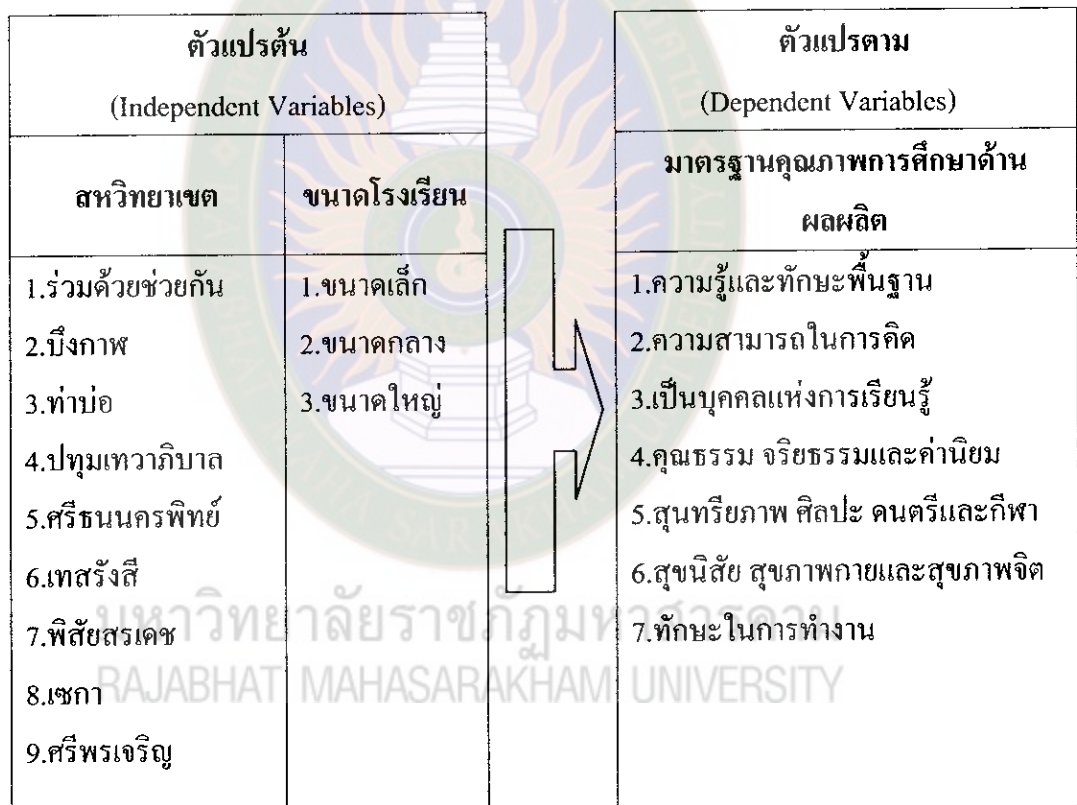 ตัวแปรต้น
(Independent Variables)
สหวิทยาเขต
ขนาดโรงเรียน
1.ร่วมด้วยช่วยกัน
2.บึงกาฬ
3.ท่าบ่อ
4.ปทุมเทวาภิบาล
5.ศรีธนนครพิทย์
6.เทสรังสี
7.พิสัยสรเดช
8.เซกา
9.ศรีพรเจริญ
1.ขนาดเล็ก
2.ขนาดกลาง
3.ขนาดใหญ่
ตัวแปรตาม
(Dependent Variables)
มาตรฐานคุณภาพการศึกษาด้าน
ผลผลิต
1.ความรู้และทักษะพื้นฐาน
2.ความสามารถในการคิด
3.เป็นบุคคลแห่งการเรียนรู้
4.คุณธรรม จริยธรรมและค่านิยม
5.สุนทรียภาพ ศิลปะ ดนตรีและกีฬา
6.สุขนิสัย สุขภาพกายและสุขภาพจิต
7.ทักษะในการทำงาน
มหาวิทยาลัยราชภัฏมหาสารคาม
RAJABHAT MAHASARAKHAM UNIVERSITY